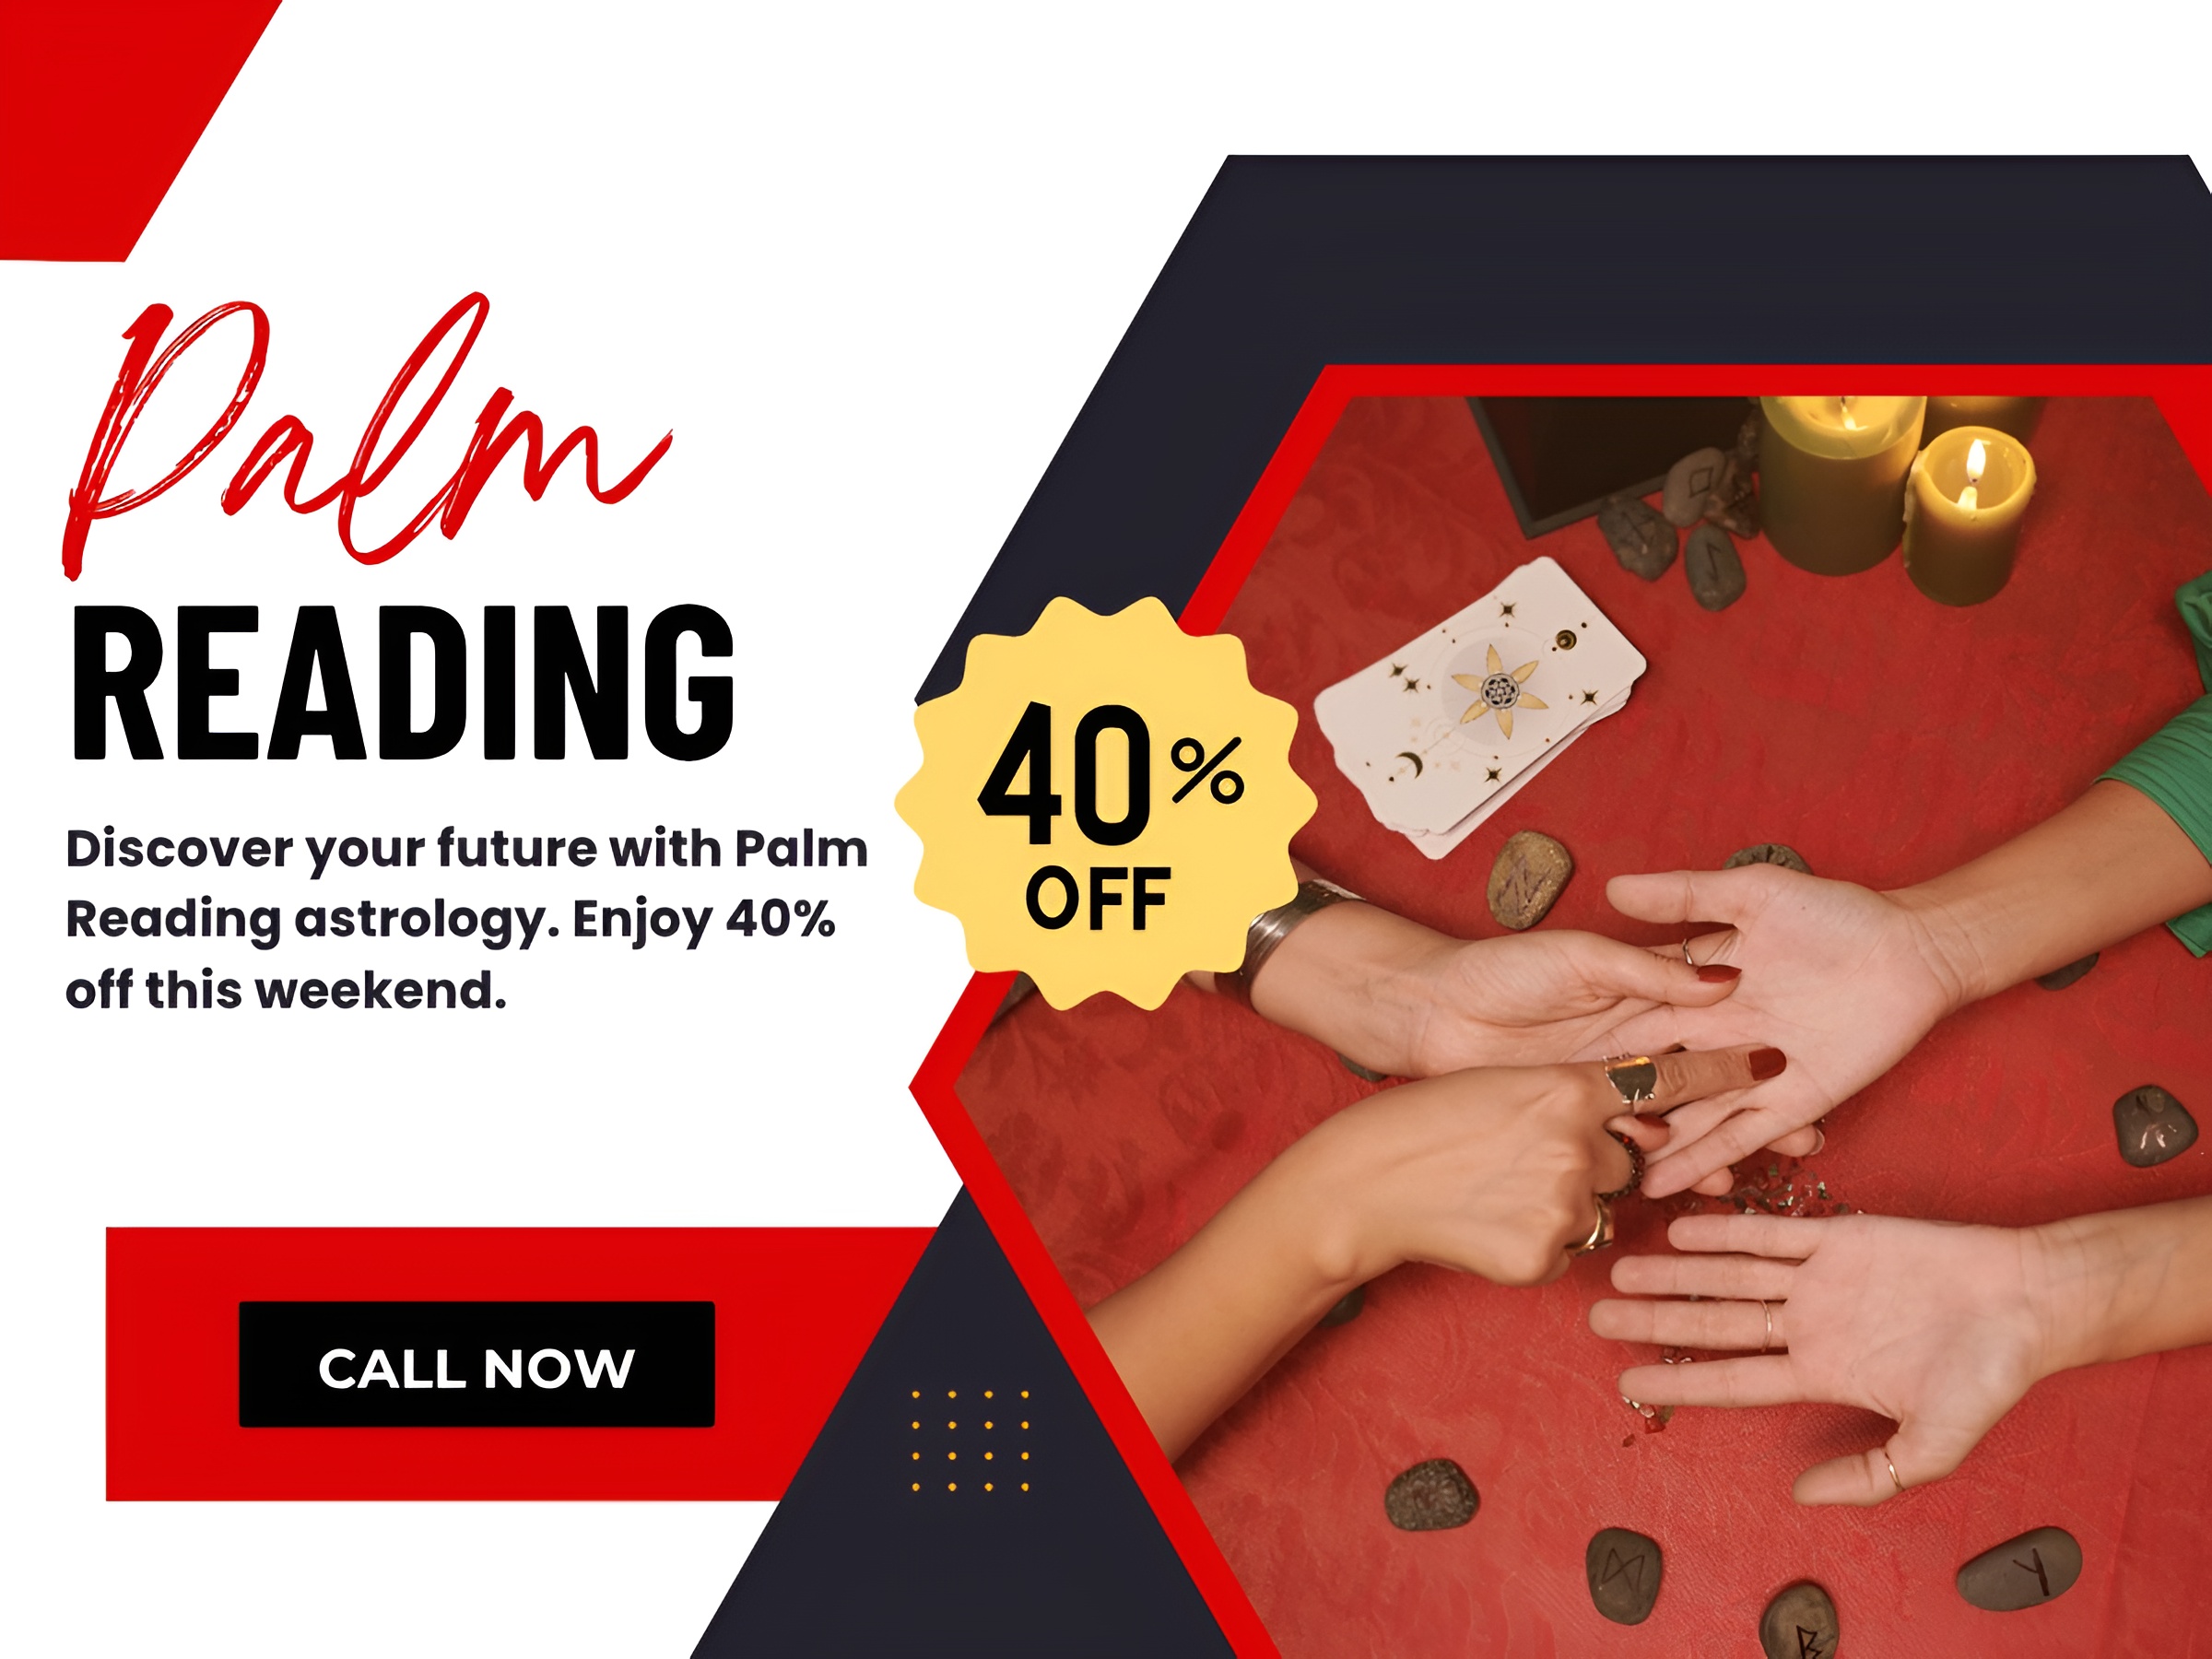 Palm
READING
Discover your future with Palm
Reading astrology. Enjoy 40%
off this weekend.
40%
OFF
CALL NOW